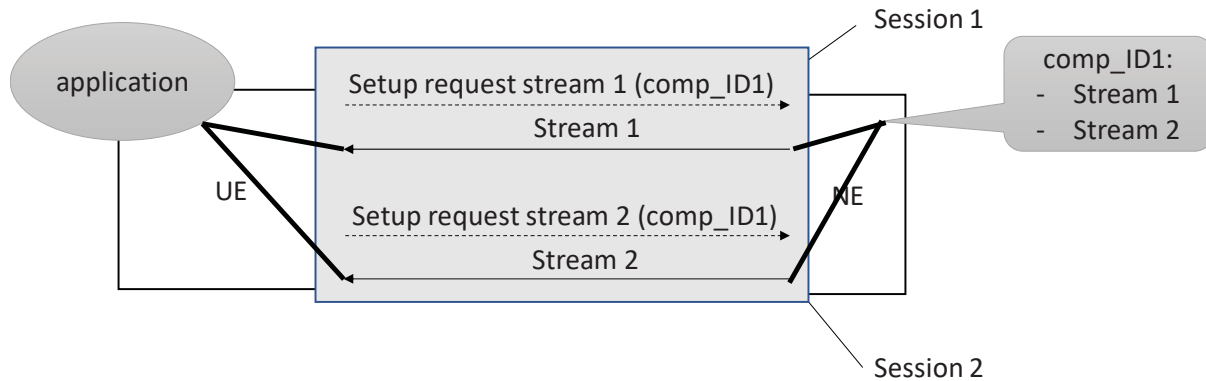 Session 1
application
Setup request stream 1 (comp_ID1)
Stream 1
comp_ID1:
- Stream 1
- Stream 2
UE
NE
Setup request stream 2 (comp_ID1)
Stream 2
Session 2